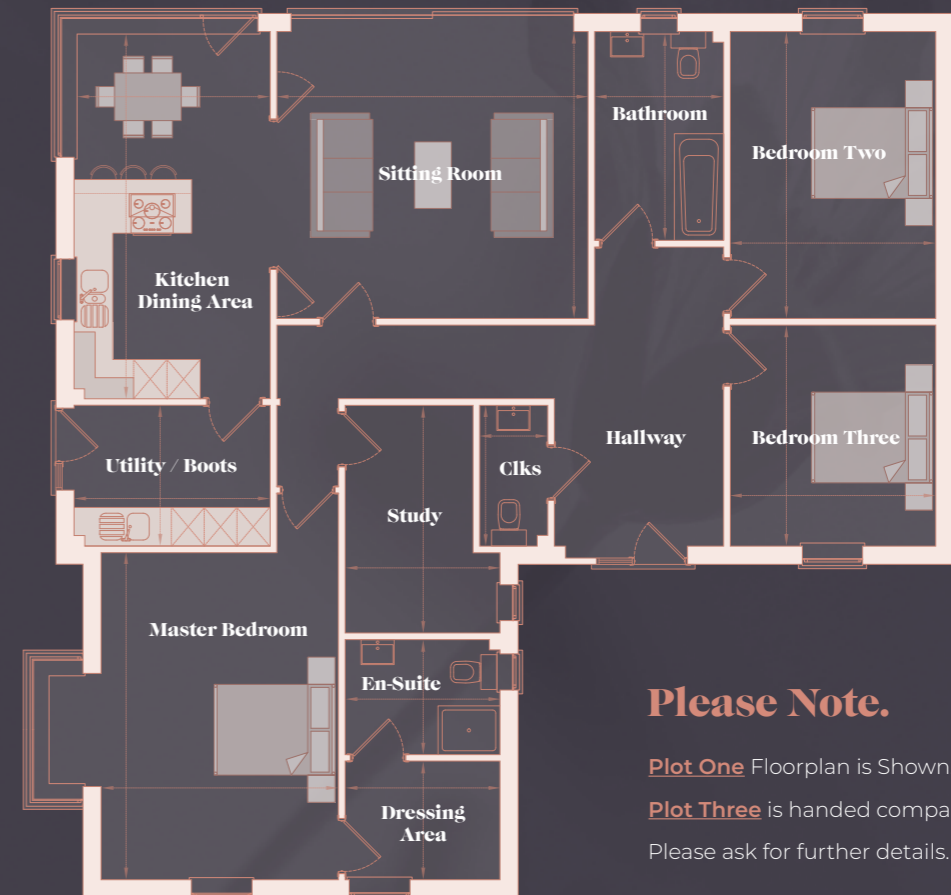 Bathroom
Bedroom Two
Sitting Room
Kitchen
Dining Area
Hallway
Bedroom Three
Utility / Boots
Clks
Study
Master Bedroom
En-Suite
Dressing
Area
Please Note.
Plot One Floorplan is Shown
Plot Three is handed compa
Please ask for further details.